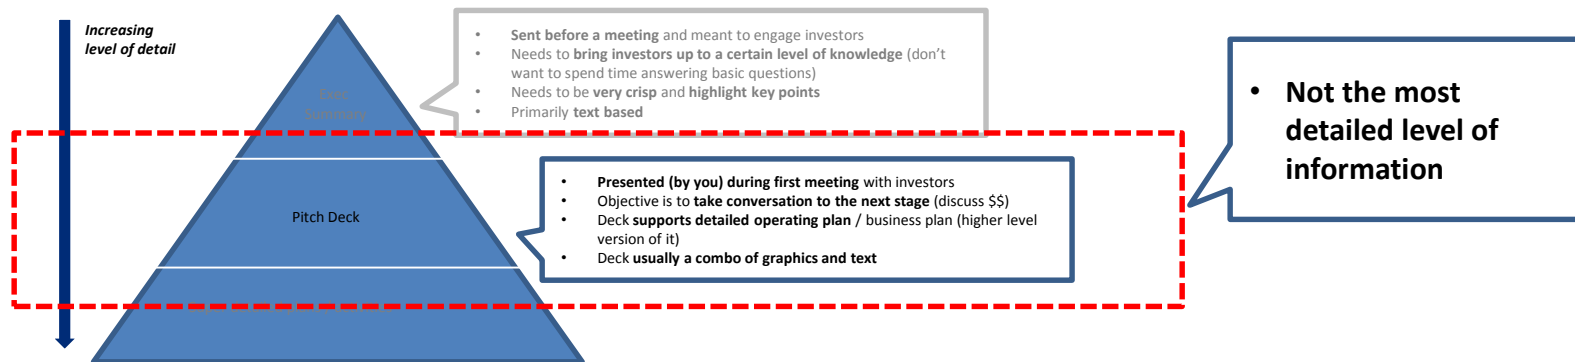 Increasing
level of detail
• Sent before a meeting and meant to engage investors
• Needs to bring investors up to a certain level of knowledge (don't
want to spend time answering basic questions)
• Needs to be very crisp and highlight key points
• Primarily text based
Exec
Summary
• Not the most
detailed level of
information
• Presented (by you) during first meeting with investors
• Objective is to take conversation to the next stage (discuss $$)
• Deck supports detailed operating plan / business plan (higher level
version of it)
• Deck usually a combo of graphics and text
Pitch Deck